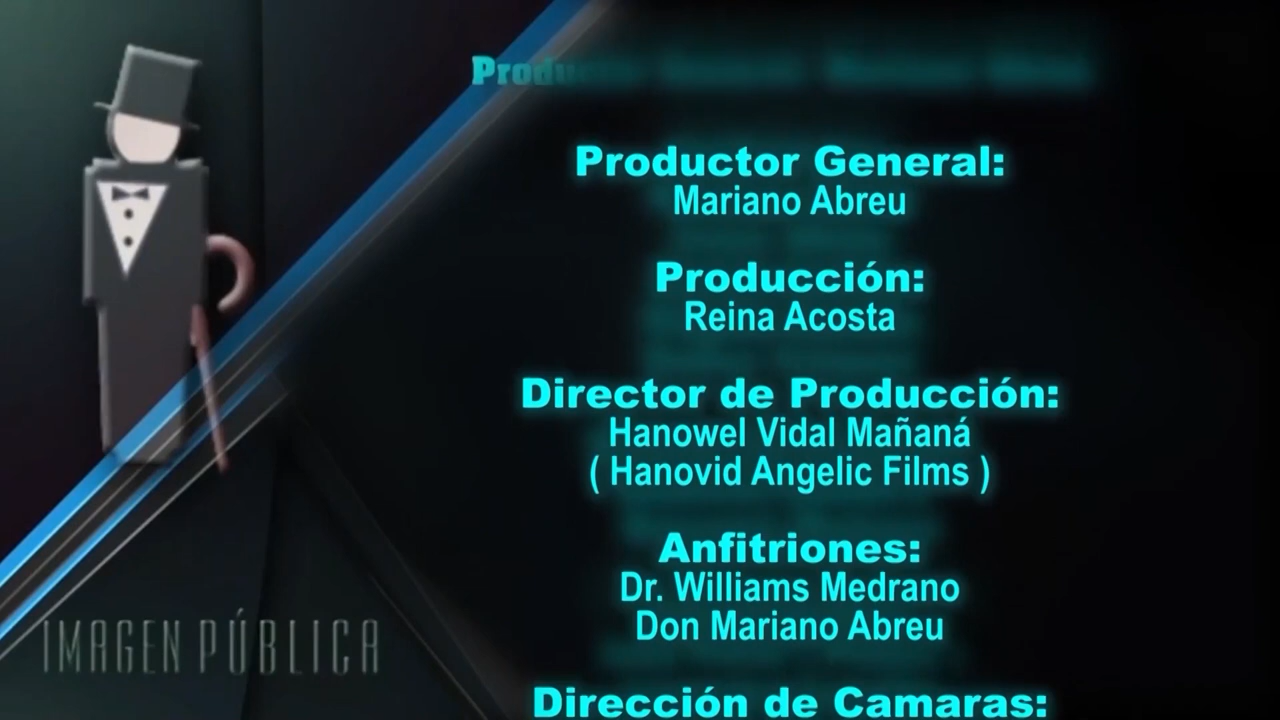 Productor General:
Mariano Abreu
Producción:
Reina Acosta
Director de Producción:
Hanowel Vidal Mañaná
( Hanovid Angelic Films )
Anfitriones:
Dr. Williams Medrano
Don Mariano Abreu
Dirección de Camaras:
IMAGEN PÚBLICA